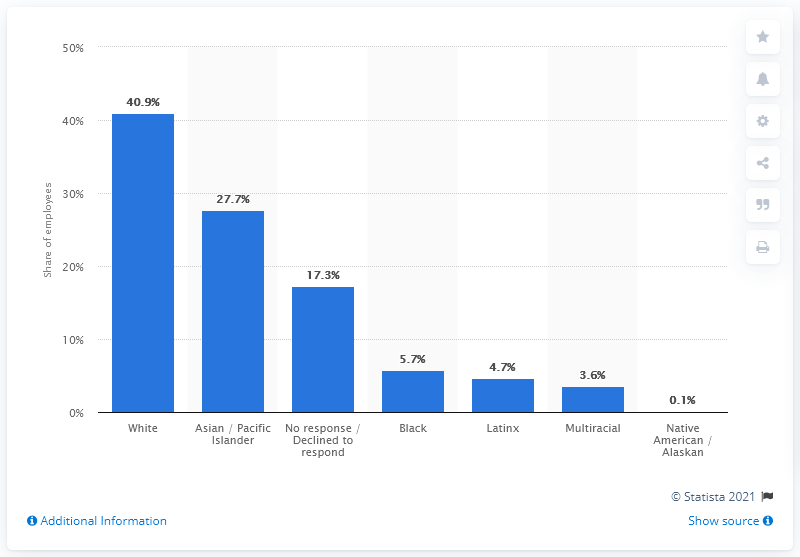 50%
40%
30%
20%
10%
0%
Share of employees
40.9%
27.7%
17.3%
5.7%
4.7%
3.6%
0.1%
White
Asian / Pacific
Islander
No response /
Declined to
respond
Black
Latinx
Multiracial
Native
American /
Alaskan
© Statista 2021
Additional Information
Show source